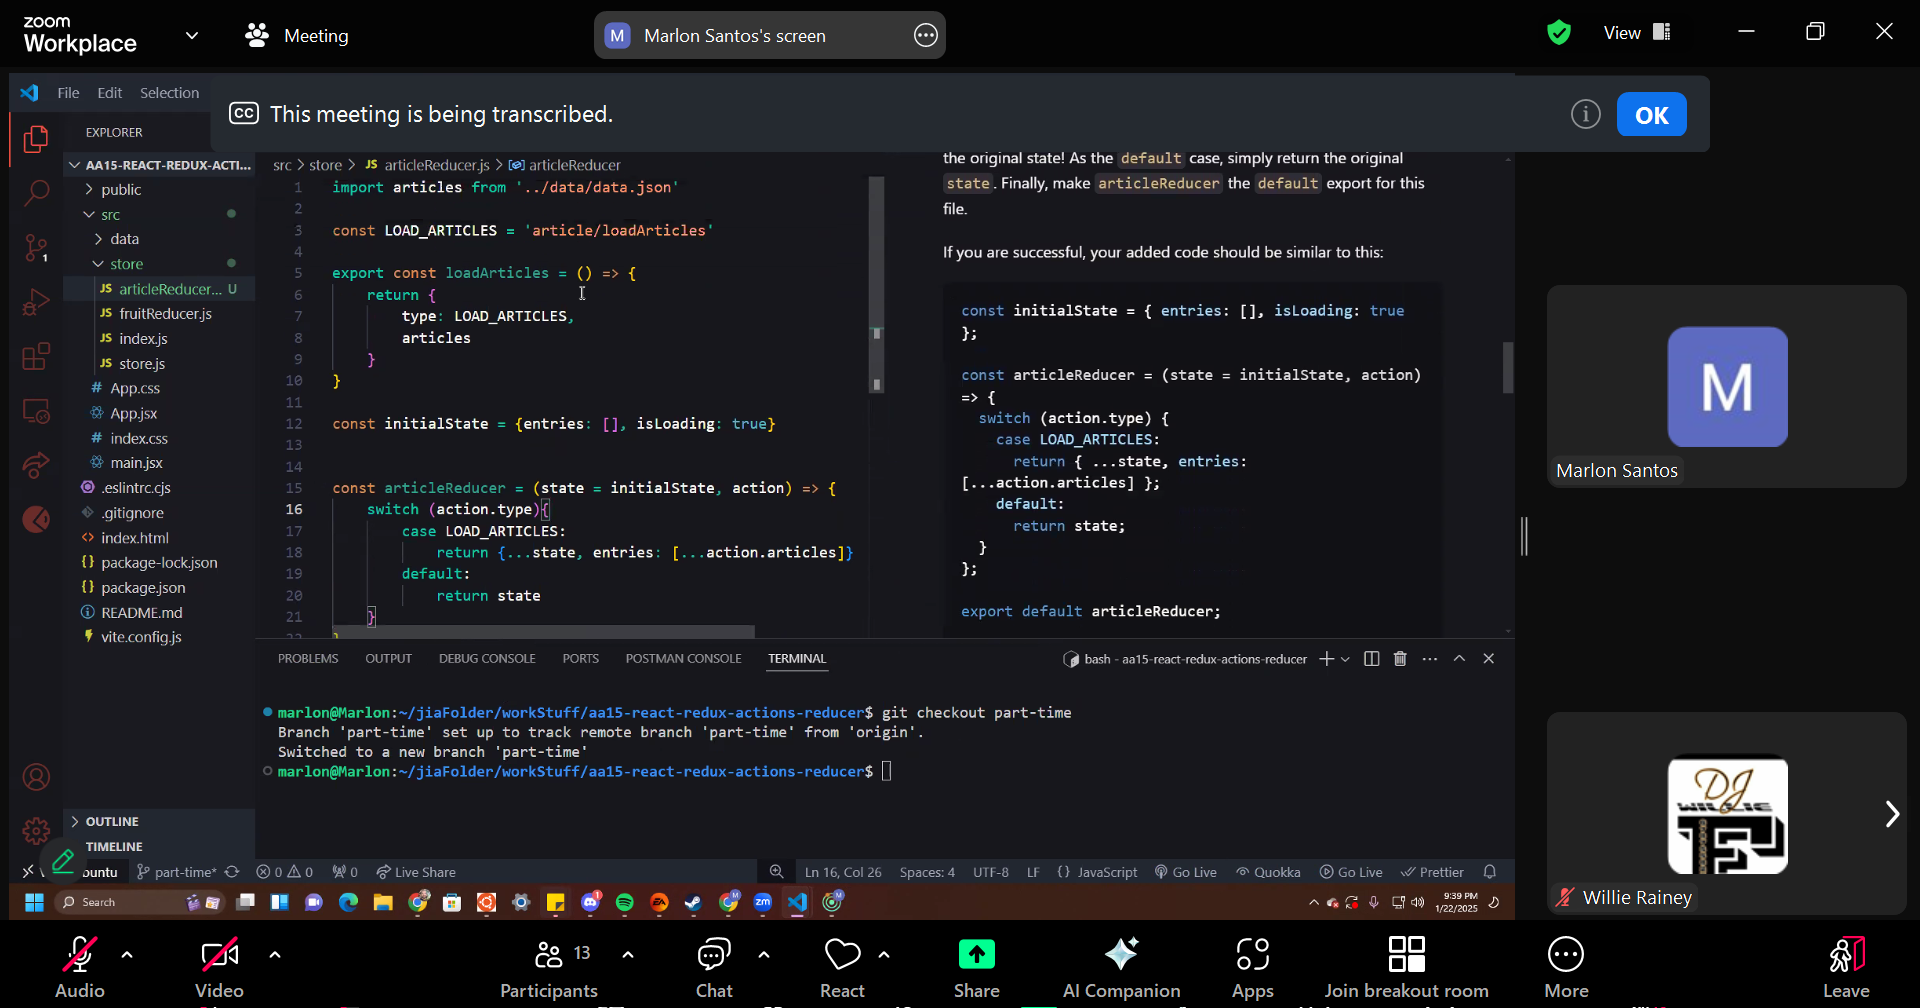 zoom
Workplace
Meeting
M
Marlon Santos's screen
View
File Edit Selection
CC This meeting is being transcribed.
OK
EXPLORER
AA15-REACT-REDUX-ACTI...
public
src
data
store
JS articleReducer... U
JS fruitReducer.js
JS index.js
JS store.js
# App.css
App.jsx
# index.css
main.jsx
.eslintrc.cjs
.gitignore
<> index.html
{} package-lock.json
{} package.json
README.md
vite.config.js
OUTLINE
TIMELINE
1
src > store > JS articleReducer.js > articleReducer
1 import articles from '../data/data.json'
2
3 const LOAD_ARTICLES = 'article/loadArticles'
4
5 export const loadArticles = () => {
6 return {
7 type: LOAD_ARTICLES,
8 articles
9 }
10 }
11
12 const initialState = {entries: [], isLoading: true}
13
14
15 const articleReducer = (state = initialState, action) => {
16 switch (action.type){
17 case LOAD_ARTICLES:
18 return {...state, entries: [...action.articles]}
19 default:
20 return state
21 }
22 }
the original state! As the default case, simply return the original
state. Finally, make articleReducer the default export for this
file.
If you are successful, your added code should be similar to this:
const initialState = { entries: [], isLoading: true
};
const articleReducer = (state = initialState, action)
=> {
switch (action.type) {
case LOAD_ARTICLES:
return { ...state, entries:
[...action.articles] };
default:
return state;
}
};
export default articleReducer;
PROBLEMS OUTPUT DEBUG CONSOLE PORTS POSTMAN CONSOLE TERMINAL
bash - aa15-react-redux-actions-reducer
marlon@Marlon:~/jiaFolder/workStuff/aa15-react-redux-actions-reducer$ git checkout part-time
Branch 'part-time' set up to track remote branch 'part-time' from 'origin'.
Switched to a new branch 'part-time'
marlon@Marlon:~/jiaFolder/workStuff/aa15-react-redux-actions-reducer$
buntu part-time* 0 0 0 Live Share
Ln 16, Col 26 Spaces: 4 UTF-8 LF {} JavaScript Go Live Quokka Go Live Prettier
Search
9:39 PM
1/22/2025
M
Marlon Santos
DJ
WILLIE
Willie Rainey
Audio
Video
13
Participants
Chat
React
Share
AI Companion
Apps
Join breakout room
More
Leave